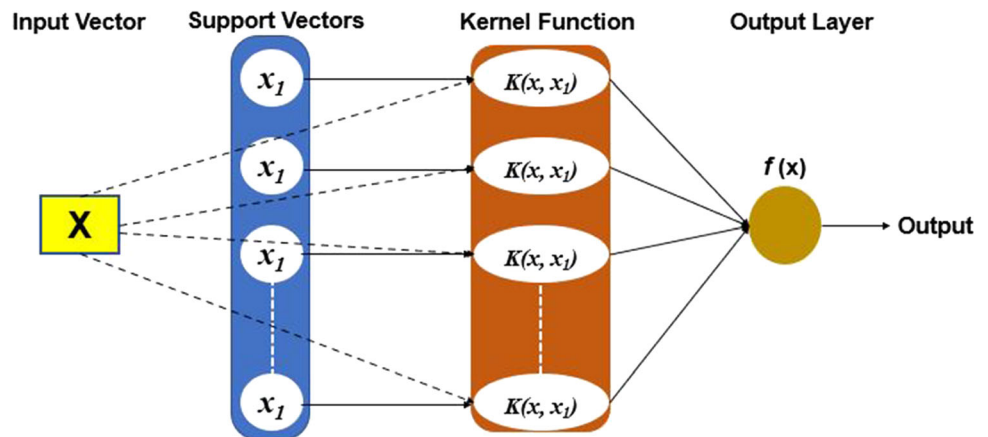 Input Vector
Support Vectors
Kernel Function
Output Layer
x₁
K(x, x₁)
x₁
K(x, x₁)
f (x)
X
Output
x₁
K(x, x₁)
x₁
K(x, x₁)